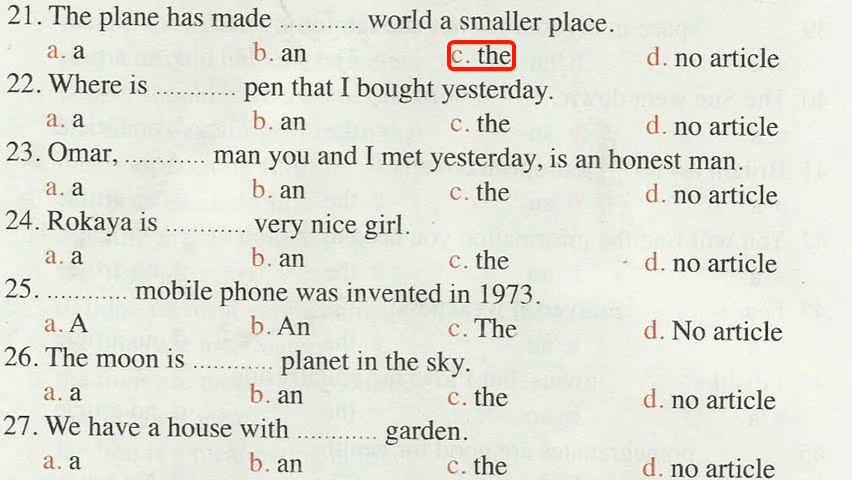 21. The plane has made ............ world a smaller place.
a. a b. an c. the d. no article
22. Where is ............ pen that I bought yesterday.
a. a b. an c. the d. no article
23. Omar, ............ man you and I met yesterday, is an honest man.
a. a b. an c. the d. no article
24. Rokaya is ............ very nice girl.
a. a b. an c. the d. no article
25. ............ mobile phone was invented in 1973.
a. A b. An c. The d. No article
26. The moon is ............ planet in the sky.
a. a b. an c. the d. no article
27. We have a house with ............ garden.
a. a b. an c. the d. no article